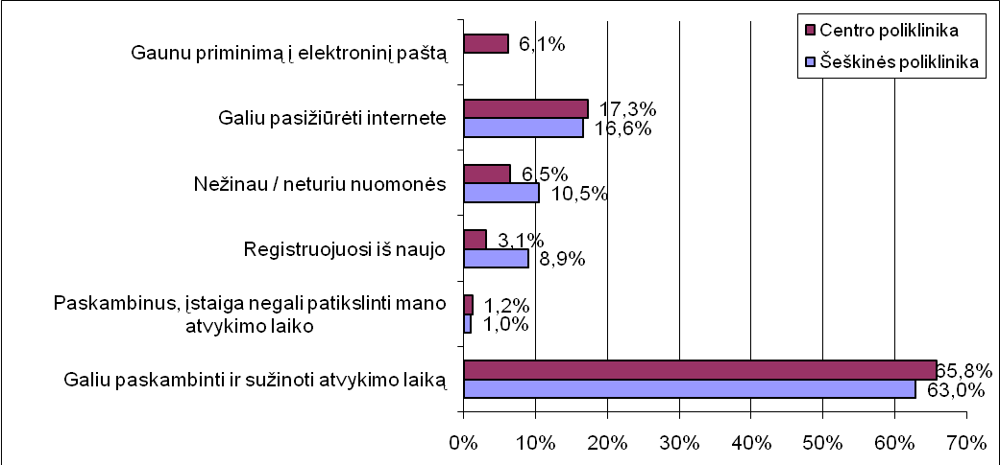 Centro poliklinika
Šeškinės poliklinika
Gaunu priminimą į elektroninį paštą
6,1%
Galiu pasižiūrėti internete
17,3%
16,6%
Nežinau / neturiu nuomonės
6,5%
10,5%
Registruojuosi iš naujo
3,1%
8,9%
Paskambinus, įstaiga negali patikslinti mano
atvykimo laiko
1,2%
1,0%
Galiu paskambinti ir sužinoti atvykimo laiką
65,8%
63,0%
0% 10% 20% 30% 40% 50% 60% 70%